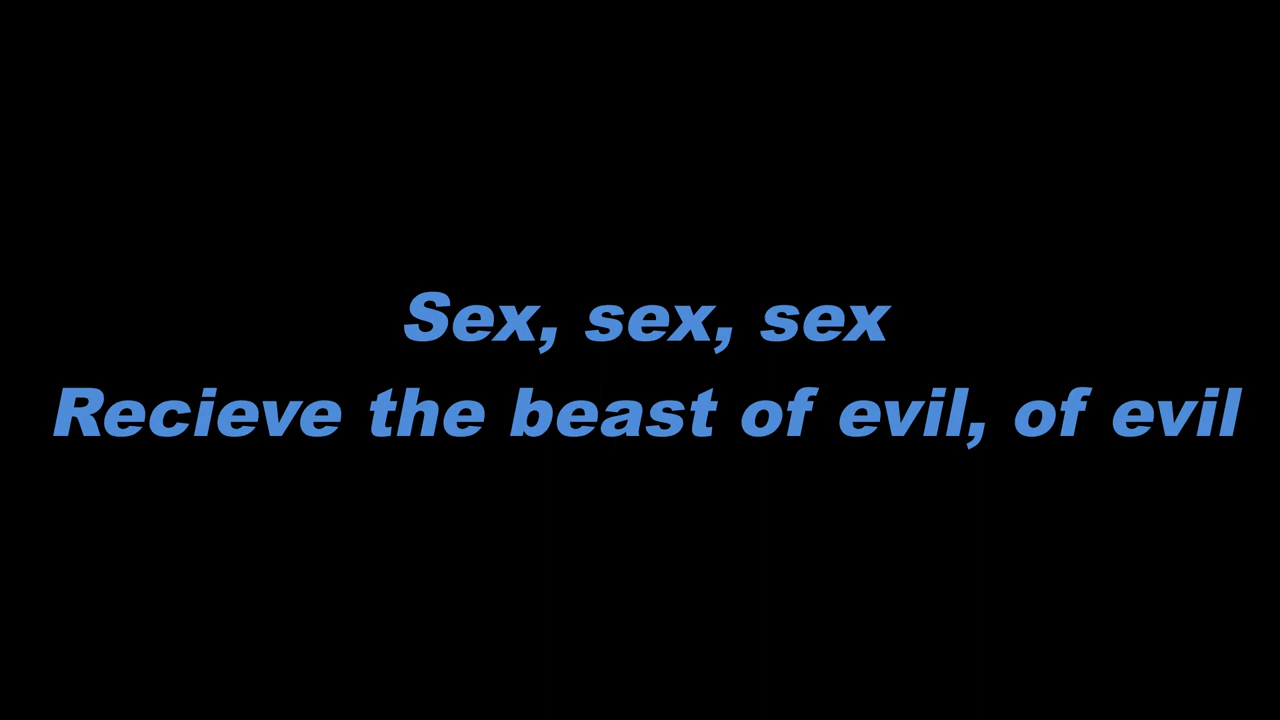 Sex, sex, sex
Recieve the beast of evil, of evil